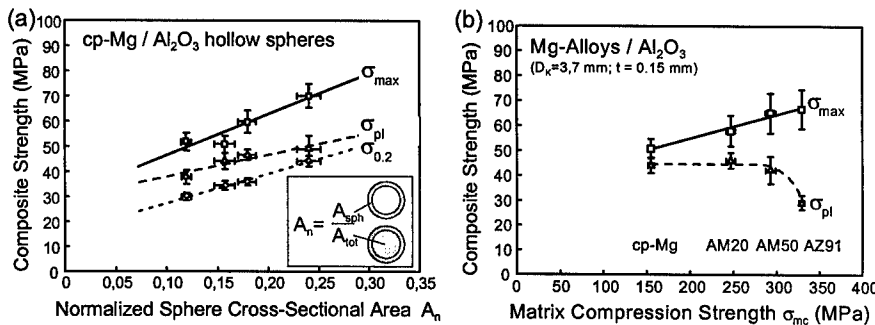 (a)
cp-Mg / Al₂O₃ hollow spheres
Composite Strength (MPa)
100
90
80
70
60
50
40
30
20
10
0
σmax
σpl
σ0.2
An = Asph / Atot
0,00 0,05 0,10 0,15 0,20 0,25 0,30 0,35
Normalized Sphere Cross-Sectional Area An
(b)
Mg-Alloys / Al₂O₃
(DK=3,7 mm; t = 0.15 mm)
Composite Strength (MPa)
100
90
80
70
60
50
40
30
20
10
0
σmax
σpl
cp-Mg AM20 AM50 AZ91
0 50 100 150 200 250 300 350 400
Matrix Compression Strength σmc (MPa)